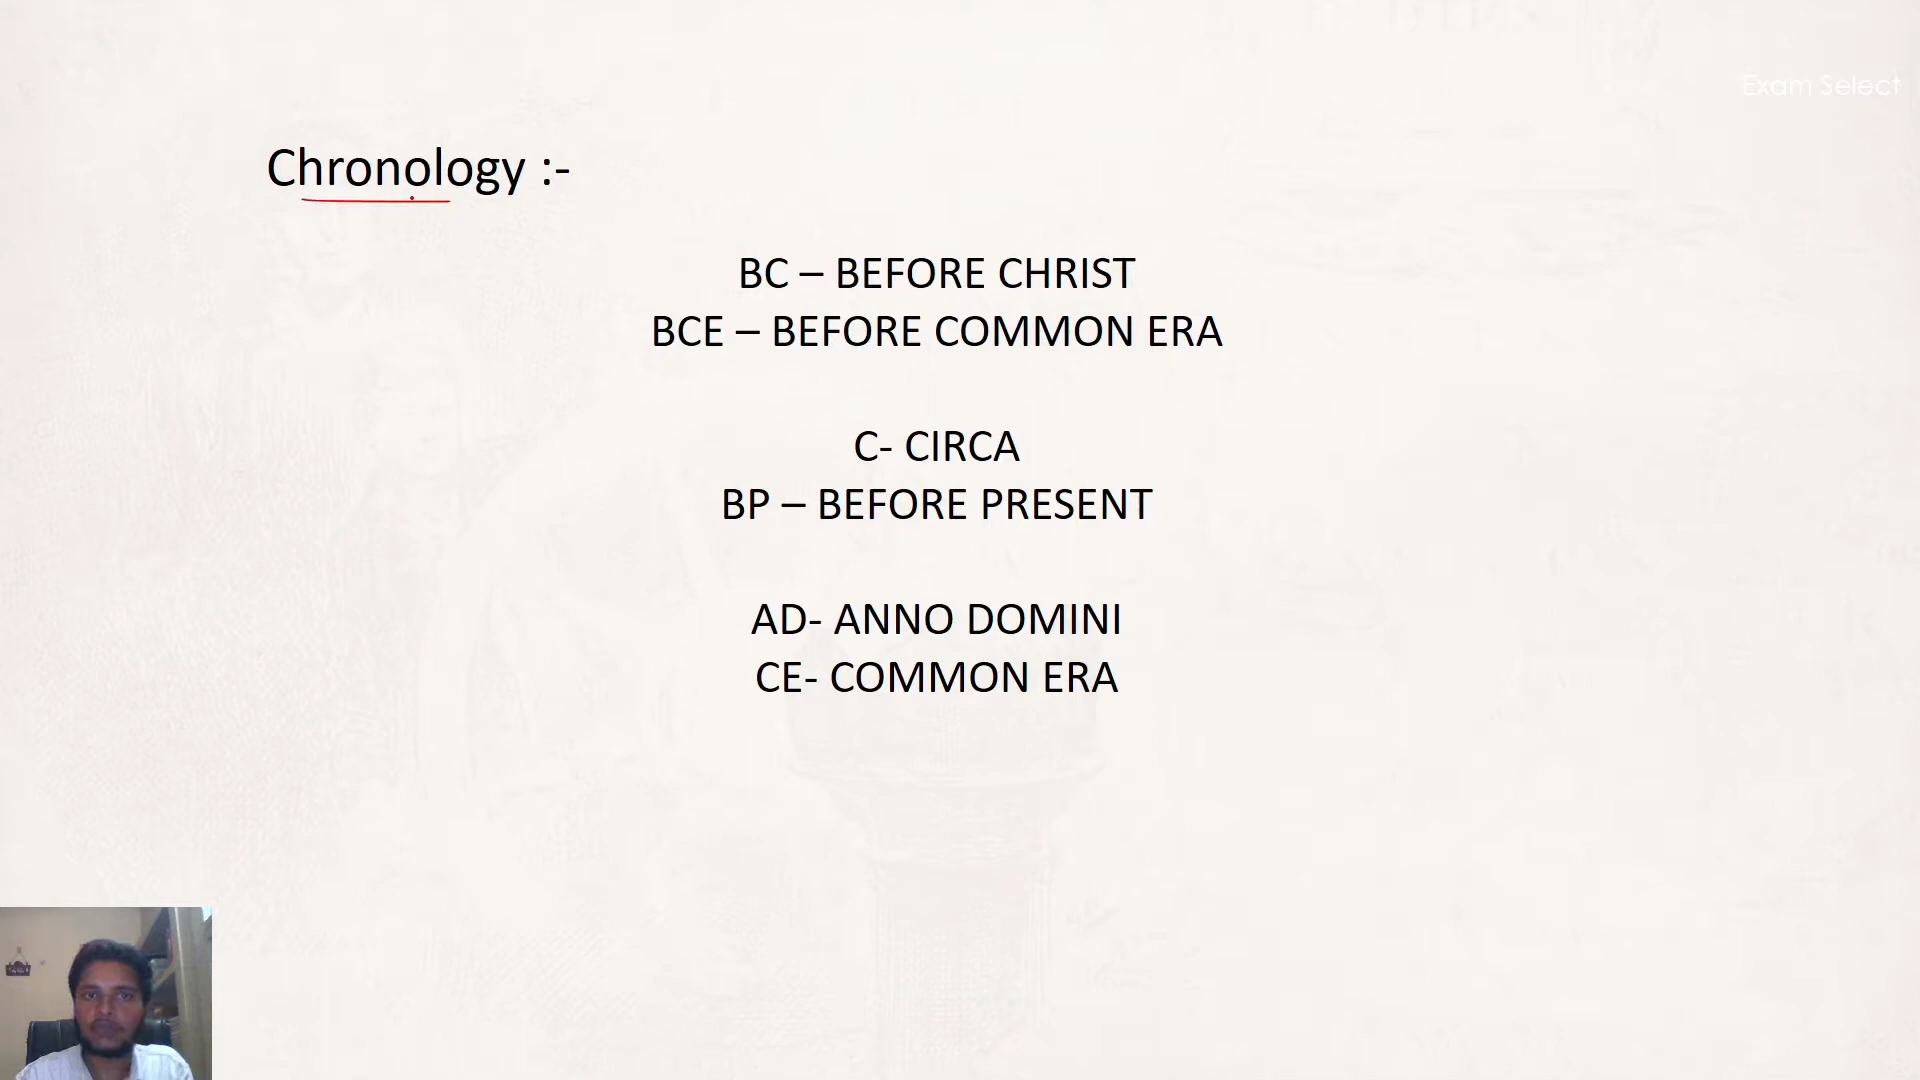 Exam Select
Chronology :-
BC – BEFORE CHRIST
BCE – BEFORE COMMON ERA
C- CIRCA
BP – BEFORE PRESENT
AD- ANNO DOMINI
CE- COMMON ERA